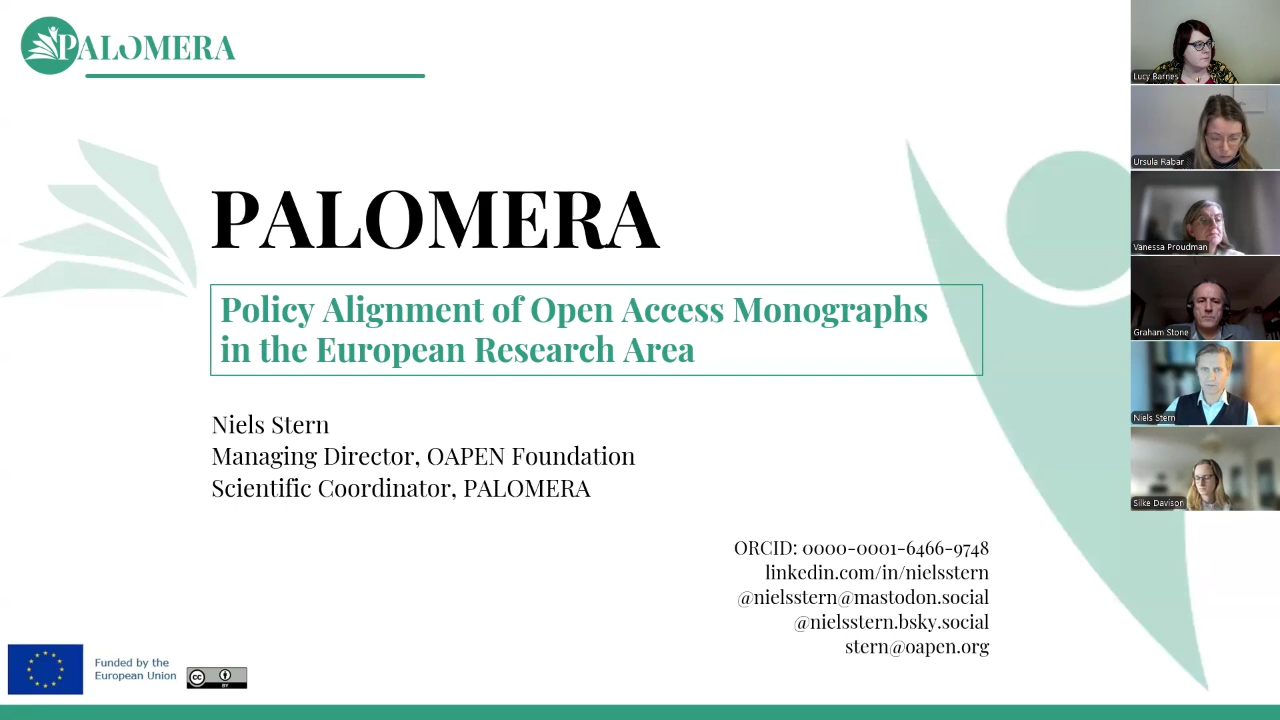 PALOMERA
PALOMERA
Policy Alignment of Open Access Monographs
in the European Research Area
Niels Stern
Managing Director, OAPEN Foundation
Scientific Coordinator, PALOMERA
ORCID: 0000-0001-6466-9748
linkedin.com/in/nielsstern
@nielsstern@mastodon.social
@nielsstern.bsky.social
stern@oapen.org
Funded by the
European Union
cc
BY
Lucy Barnes
Ursula Rabar
Vanessa Proudman
Graham Stone
Niels Stern
Silke Davison